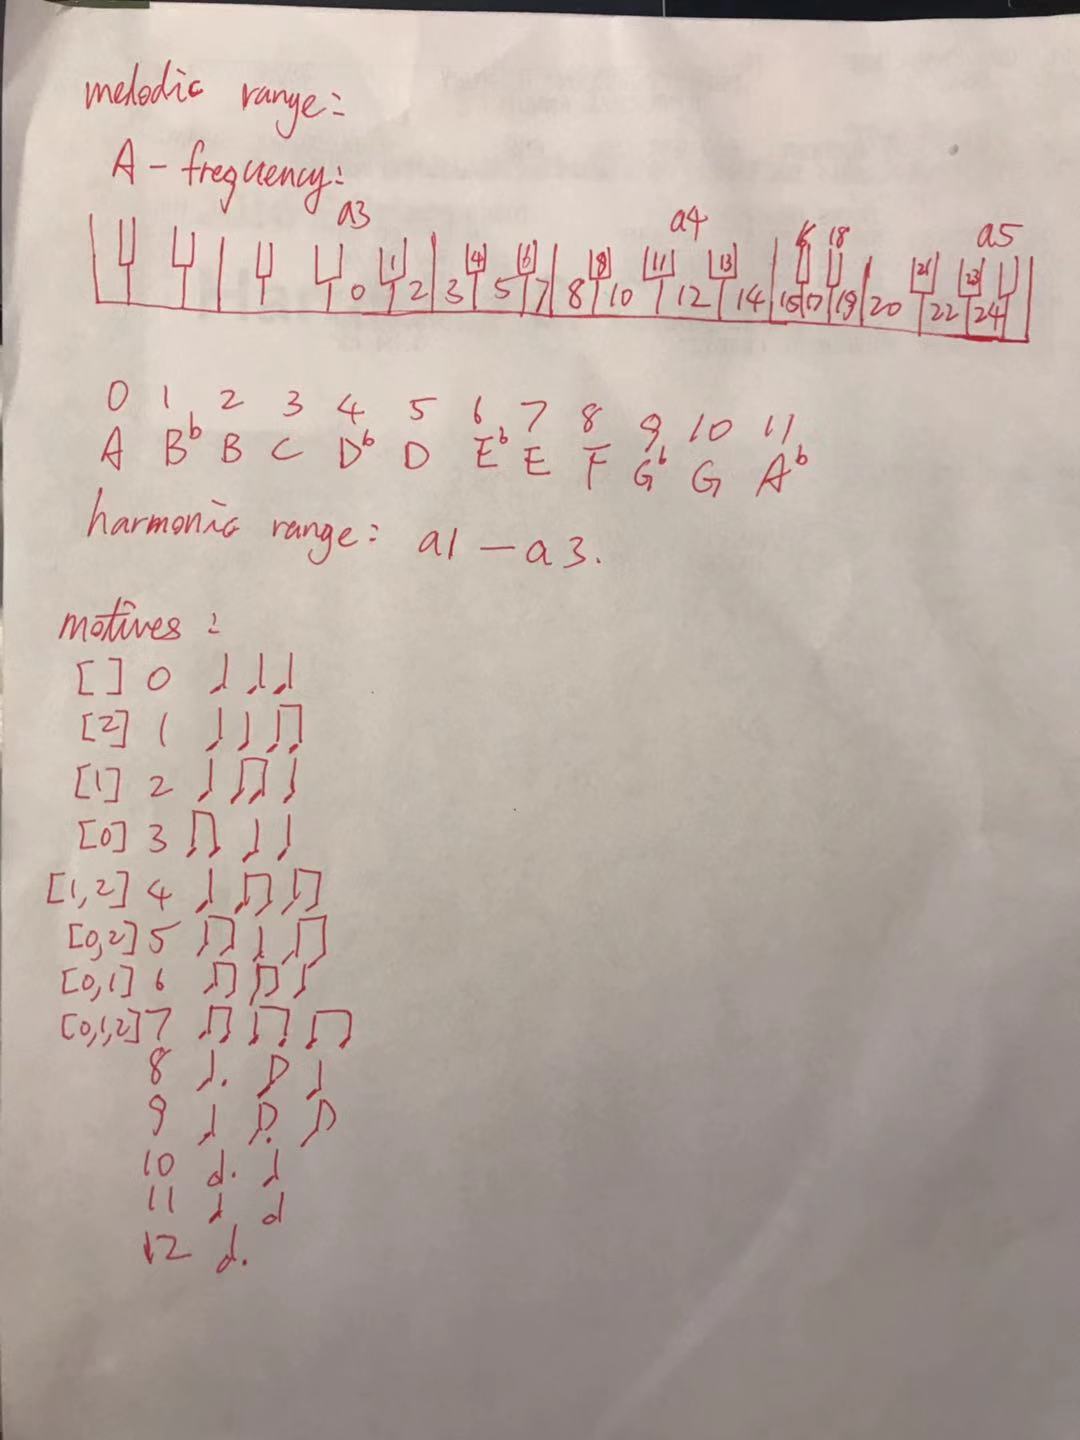 melodic range:
A - frequency:
a3 a4 a5
1 4 6 9 11 13 16 18 21 23
0 2 3 5 7 8 10 12 14 15 17 19 20 22 24
0 1 2 3 4 5 6 7 8 9 10 11
A B♭ B C D♭ D E♭ E F G♭ G A♭
harmonic range: a1 - a3.
motives:
[] 0 ♩ ♩ ♩
[2] 1 ♩ ♩ ♫
[1] 2 ♩ ♫ ♩
[0] 3 ♫ ♩ ♩
[1,2] 4 ♩ ♫ ♫
[0,2] 5 ♫ ♩ ♫
[0,1] 6 ♫ ♫ ♩
[0,1,2] 7 ♫ ♫ ♫
8 ♩. ♪ ♩
9 ♩ ♪. ♪
10 𝅗𝅥. ♩
11 ♩ 𝅗𝅥
12 𝅗𝅥.